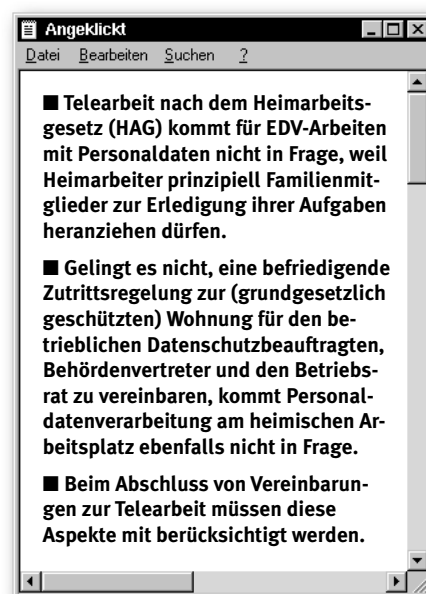 Angeklickt
Datei Bearbeiten Suchen ?
■ Telearbeit nach dem Heimarbeits-
gesetz (HAG) kommt für EDV-Arbeiten
mit Personaldaten nicht in Frage, weil
Heimarbeiter prinzipiell Familienmit-
glieder zur Erledigung ihrer Aufgaben
heranziehen dürfen.
■ Gelingt es nicht, eine befriedigende
Zutrittsregelung zur (grundgesetzlich
geschützten) Wohnung für den be-
trieblichen Datenschutzbeauftragten,
Behördenvertreter und den Betriebs-
rat zu vereinbaren, kommt Personal-
datenverarbeitung am heimischen Ar-
beitsplatz ebenfalls nicht in Frage.
■ Beim Abschluss von Vereinbarun-
gen zur Telearbeit müssen diese
Aspekte mit berücksichtigt werden.